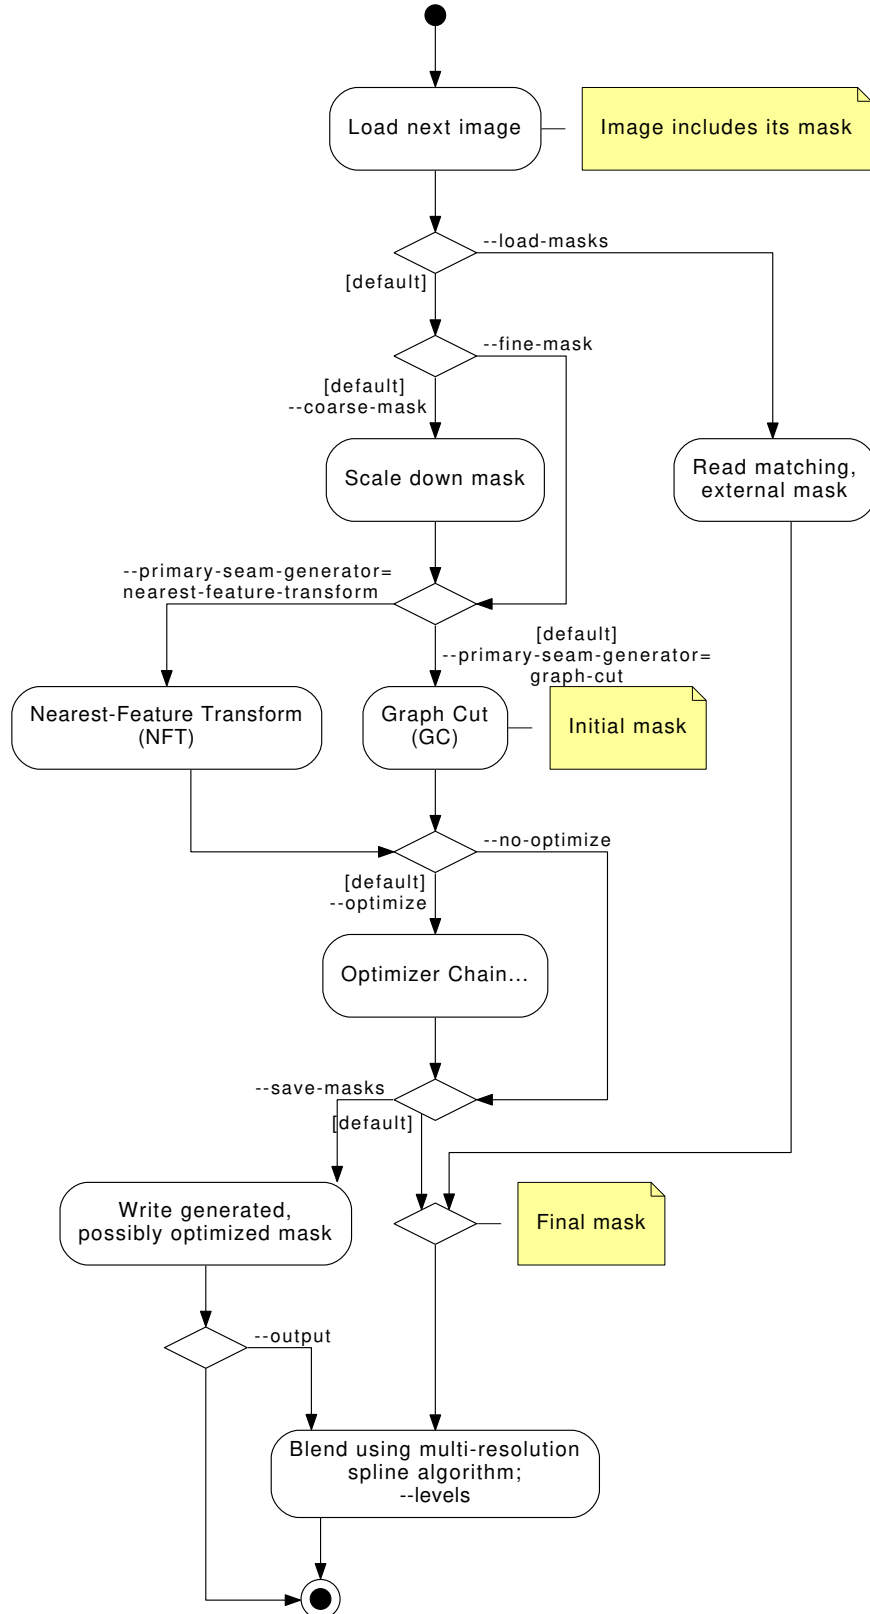 Load next image
Image includes its mask
--load-masks
[default]
--fine-mask
[default]
--coarse-mask
Scale down mask
Read matching,
external mask
--primary-seam-generator=
nearest-feature-transform
[default]
--primary-seam-generator=
graph-cut
Nearest-Feature Transform
(NFT)
Graph Cut
(GC)
Initial mask
--no-optimize
[default]
--optimize
Optimizer Chain...
--save-masks
[default]
Write generated,
possibly optimized mask
Final mask
--output
Blend using multi-resolution
spline algorithm;
--levels